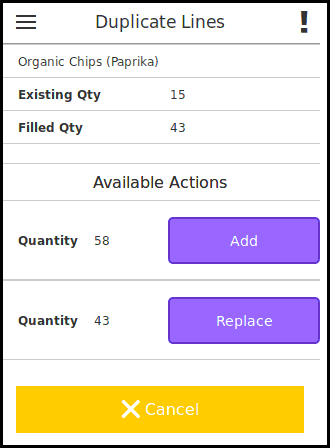 Duplicate Lines
Organic Chips (Paprika)
Existing Qty 15
Filled Qty 43
Available Actions
Quantity 58 Add
Quantity 43 Replace
Cancel